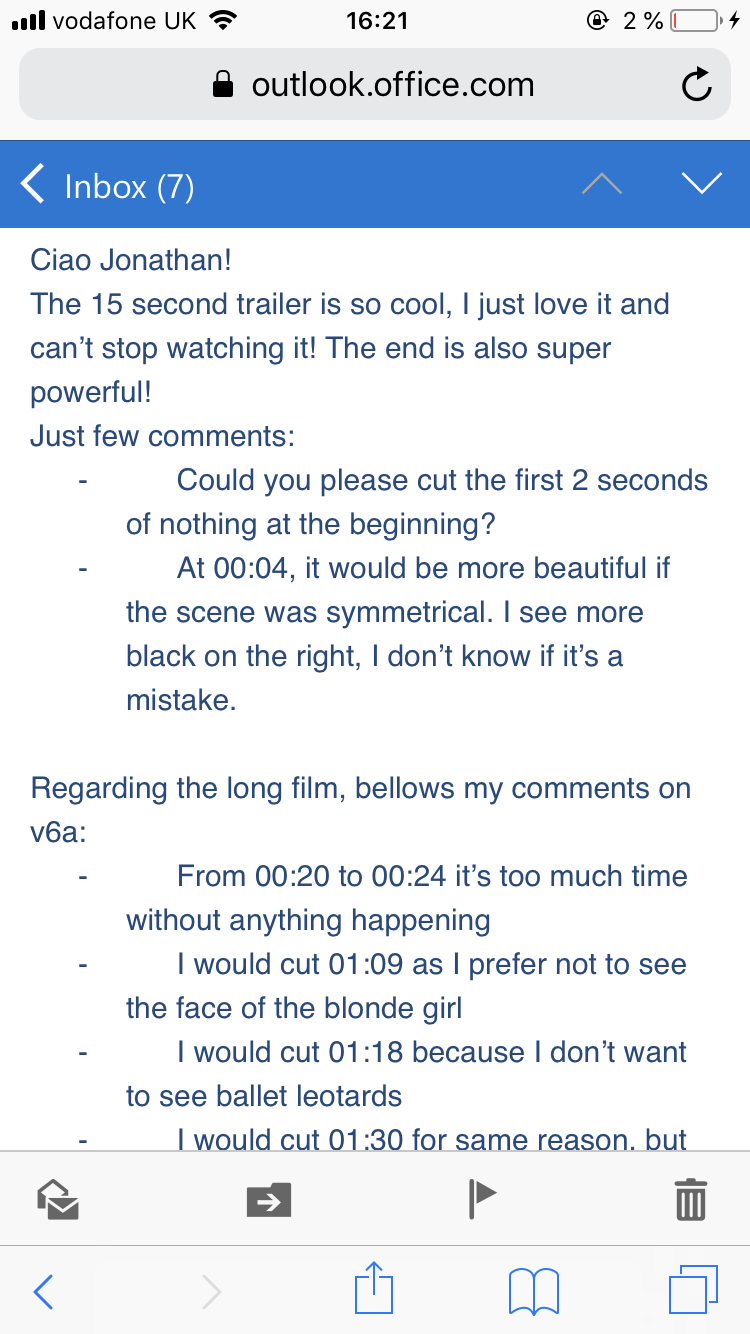 vodafone UK 16:21 2 %
outlook.office.com
Inbox (7)
Ciao Jonathan!
The 15 second trailer is so cool, I just love it and
can’t stop watching it! The end is also super
powerful!
Just few comments:
- Could you please cut the first 2 seconds
of nothing at the beginning?
- At 00:04, it would be more beautiful if
the scene was symmetrical. I see more
black on the right, I don’t know if it’s a
mistake.
Regarding the long film, bellows my comments on
v6a:
- From 00:20 to 00:24 it’s too much time
without anything happening
- I would cut 01:09 as I prefer not to see
the face of the blonde girl
- I would cut 01:18 because I don’t want
to see ballet leotards
- I would cut 01:30 for same reason, but